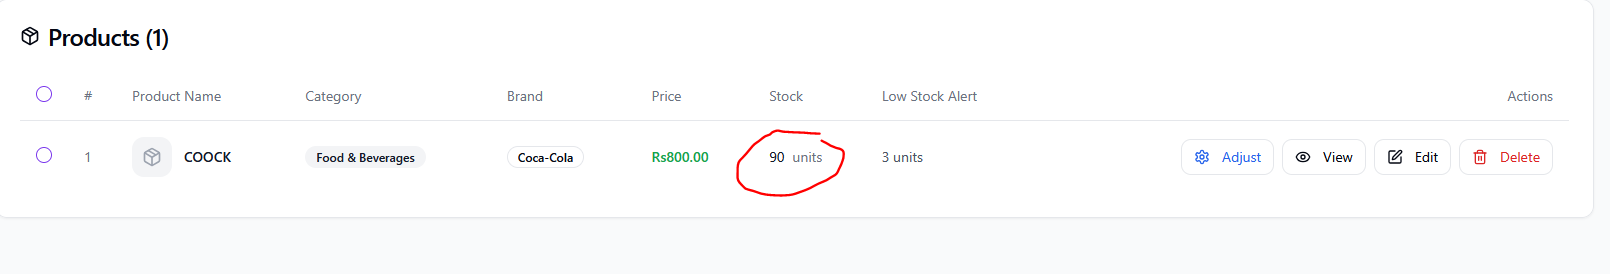 Products (1)
# Product Name Category Brand Price Stock Low Stock Alert Actions
1 COOCK Food & Beverages Coca-Cola Rs800.00 90 units 3 units Adjust View Edit Delete